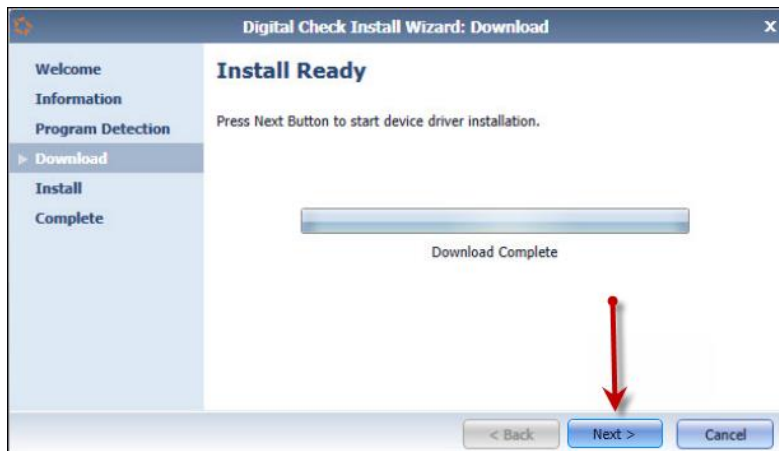 Digital Check Install Wizard: Download
X
Welcome
Information
Program Detection
Download
Install
Complete
Install Ready
Press Next Button to start device driver installation.
Download Complete
< Back
Next >
Cancel